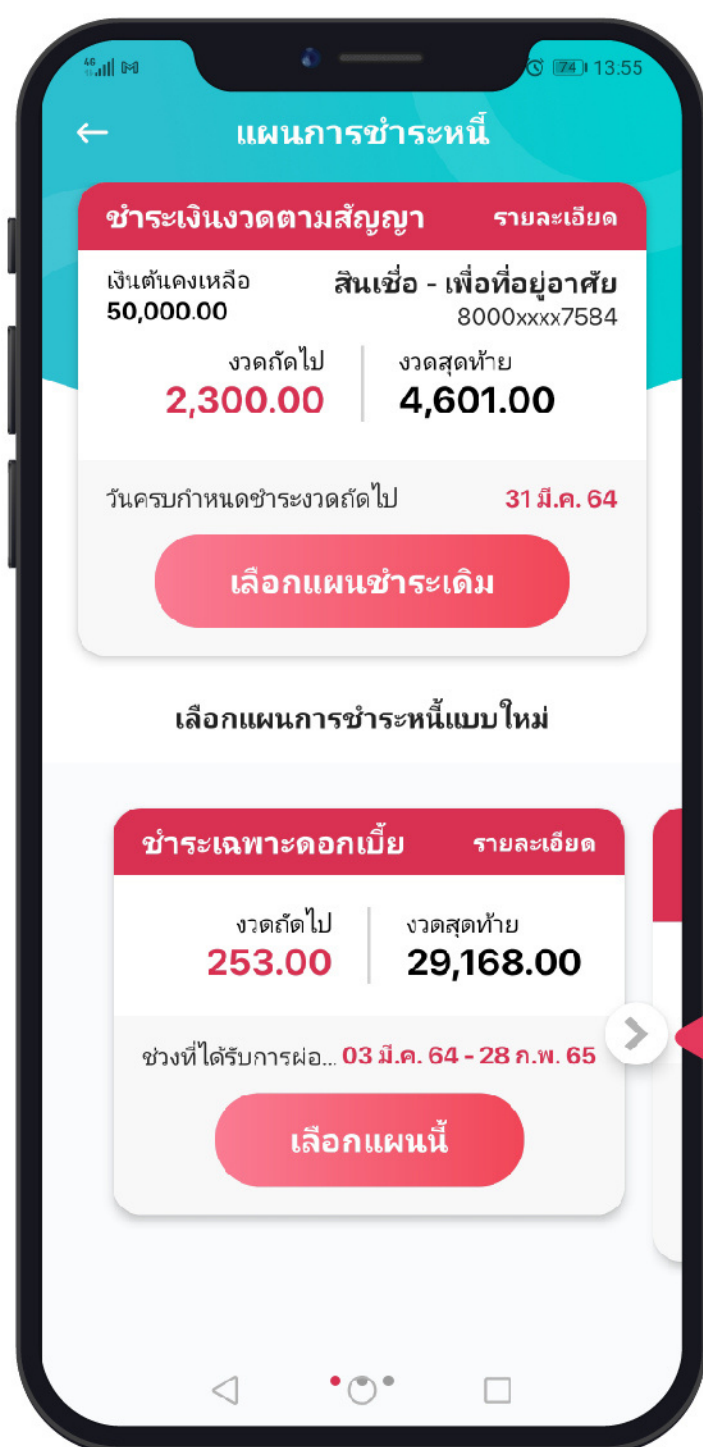 4G 13:55
แผนการชำระหนี้
ชำระเงินงวดตามสัญญา รายละเอียด
เงินต้นคงเหลือ สินเชื่อ - เพื่อที่อยู่อาศัย
50,000.00 8000xxxx7584
งวดถัดไป งวดสุดท้าย
2,300.00 4,601.00
วันครบกำหนดชำระงวดถัดไป 31 มี.ค. 64
เลือกแผนชำระเดิม
เลือกแผนการชำระหนี้แบบใหม่
ชำระเฉพาะดอกเบี้ย รายละเอียด
งวดถัดไป งวดสุดท้าย
253.00 29,168.00
ช่วงที่ได้รับการผ่อ... 03 มี.ค. 64 - 28 ก.พ. 65
เลือกแผนนี้